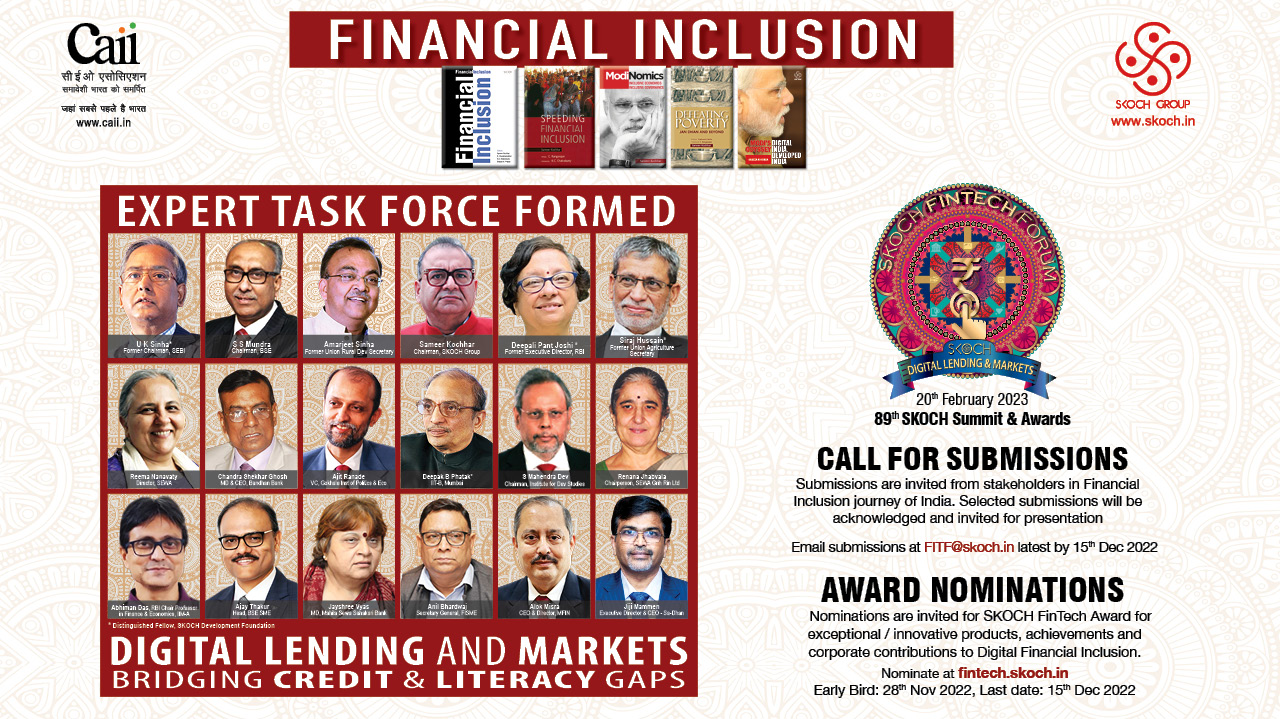 Caii
सी ई ओ एसोसिएशन
समावेशी भारत को समर्पित
जहां सबसे पहले है भारत
www.caii.in
FINANCIAL INCLUSION
Financial Inclusion
Financial
Inclusion
SPEEDING
FINANCIAL
INCLUSION
ModiNomics
DEFEATING
POVERTY
JAN DHAN AND BEYOND
MODI'S
ODYSSEY
DIGITAL
INDIA,
DEVELOPED
INDIA
SKOCH GROUP
www.skoch.in
EXPERT TASK FORCE FORMED
U K Sinha*
Former Chairman, SEBI
S S Mundra
Chairman, BSE
Amarjeet Sinha
Former Union Rural Dev Secretary
Sameer Kochhar
Chairman, SKOCH Group
Deepali Pant Joshi *
Former Executive Director, RBI
Siraj Hussain*
Former Union Agriculture
Secretary
Reema Nanavaty
Director, SEWA
Chandra Shekhar Ghosh
MD & CEO, Bandhan Bank
Ajit Ranade
VC, Gokhale Inst of Politics & Eco
Deepak B Phatak*
IIT-B, Mumbai
S Mahendra Dev
Chairman, Institute for Dev Studies
Renana Jhabvala
Chairperson, SEWA Grih Rin Ltd
Abhiman Das, RBI Chair Professor
in Finance & Economics, IIM-A
Ajay Thakur
Head, BSE SME
Jayshree Vyas
MD, Mahila Sewa Sahakari Bank
Anil Bhardwaj
Secretary General, FISME
Alok Misra
CEO & Director, MFIN
Jiji Mammen
Executive Director & CEO - Sa-Dhan
* Distinguished Fellow, SKOCH Development Foundation
DIGITAL LENDING AND MARKETS
BRIDGING CREDIT & LITERACY GAPS
SKOCH FINTECH FORUM
SKOCH
DIGITAL LENDING & MARKETS
20th February 2023
89th SKOCH Summit & Awards
CALL FOR SUBMISSIONS
Submissions are invited from stakeholders in Financial
Inclusion journey of India. Selected submissions will be
acknowledged and invited for presentation
Email submissions at FITF@skoch.in latest by 15th Dec 2022
AWARD NOMINATIONS
Nominations are invited for SKOCH FinTech Award for
exceptional / innovative products, achievements and
corporate contributions to Digital Financial Inclusion.
Nominate at fintech.skoch.in
Early Bird: 28th Nov 2022, Last date: 15th Dec 2022